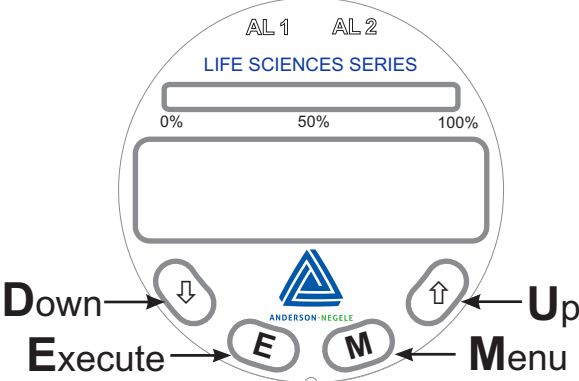 AL 1 AL 2
LIFE SCIENCES SERIES
0% 50% 100%
Down Up
ANDERSON-NEGELE
Execute E M Menu